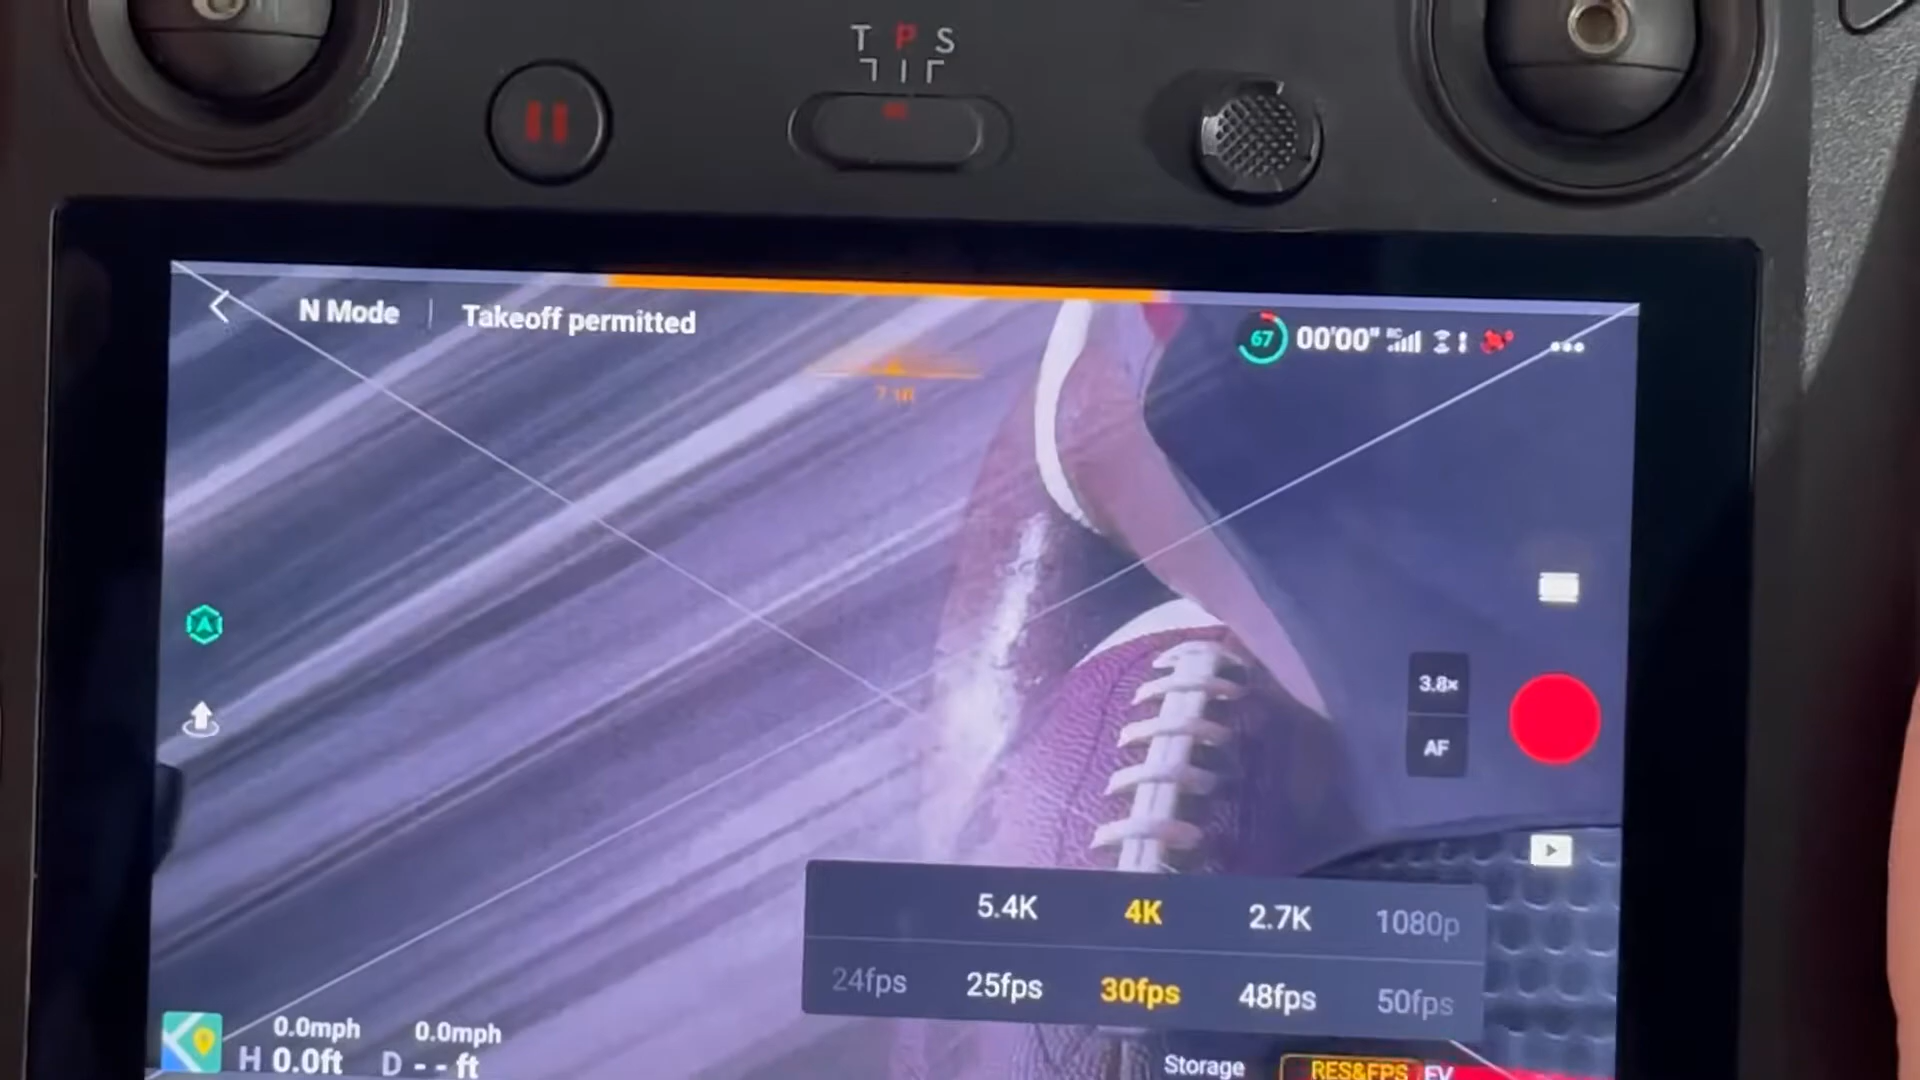 T P S
N Mode | Takeoff permitted
67 00'00" RC
3.8x
AF
5.4K 4K 2.7K 1080p
24fps 25fps 30fps 48fps 50fps
0.0mph 0.0mph
H 0.0ft D - - ft
Storage RES&FPS EV